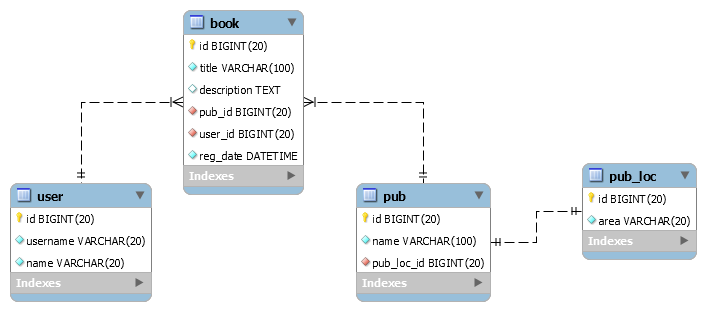 book
id BIGINT(20)
title VARCHAR(100)
description TEXT
pub_id BIGINT(20)
user_id BIGINT(20)
reg_date DATETIME
Indexes
user
id BIGINT(20)
username VARCHAR(20)
name VARCHAR(20)
Indexes
pub
id BIGINT(20)
name VARCHAR(100)
pub_loc_id BIGINT(20)
Indexes
pub_loc
id BIGINT(20)
area VARCHAR(20)
Indexes